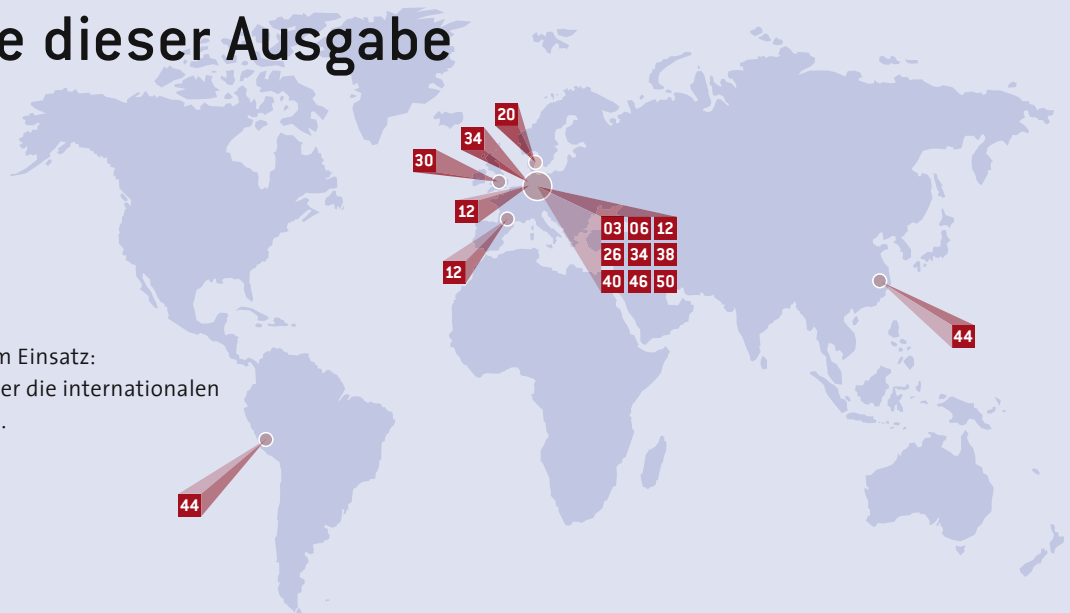 e dieser Ausgabe
20
34
30
12
12
03 06 12
26 34 38
40 46 50
44
m Einsatz:
er die internationalen
.
44